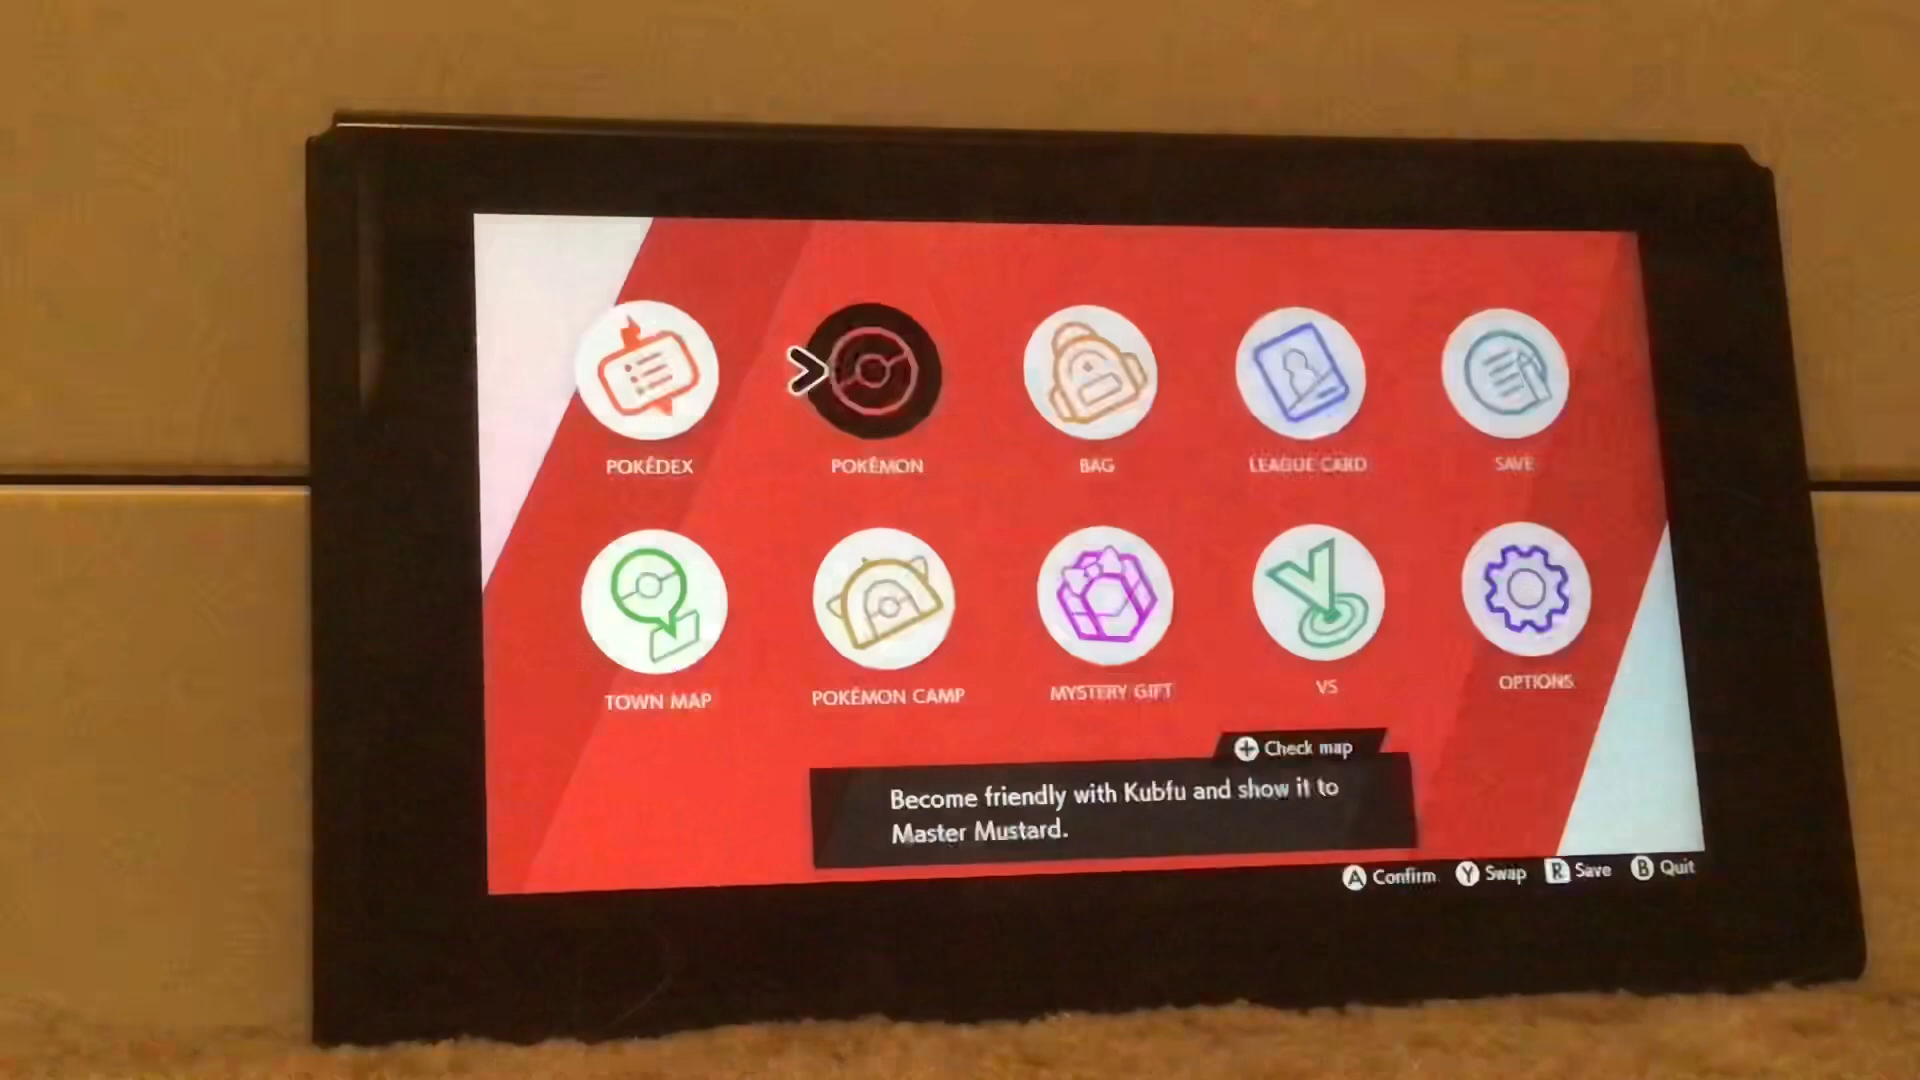 POKÉDEX
POKÉMON
BAG
LEAGUE CARD
SAVE
TOWN MAP
POKÉMON CAMP
MYSTERY GIFT
VS
OPTIONS
+ Check map
Become friendly with Kubfu and show it to
Master Mustard.
A Confirm Y Swap R Save B Quit